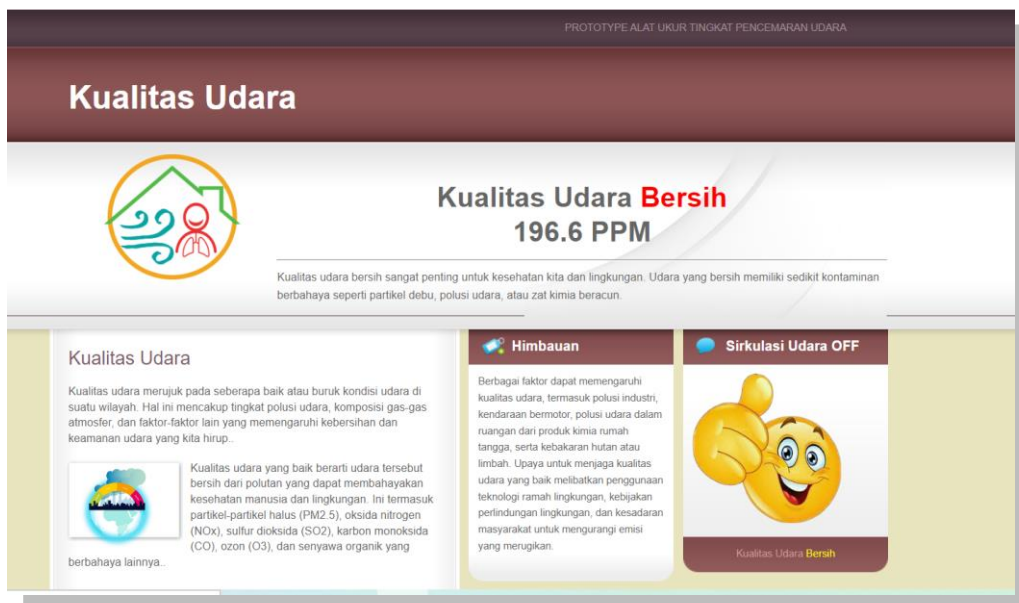 PROTOTYPE ALAT UKUR TINGKAT PENCEMARAN UDARA
Kualitas Udara
Kualitas Udara Bersih
196.6 PPM
Kualitas udara bersih sangat penting untuk kesehatan kita dan lingkungan. Udara yang bersih memiliki sedikit kontaminan
berbahaya seperti partikel debu, polusi udara, atau zat kimia beracun.
Kualitas Udara
Kualitas udara merujuk pada seberapa baik atau buruk kondisi udara di
suatu wilayah. Hal ini mencakup tingkat polusi udara, komposisi gas-gas
atmosfer, dan faktor-faktor lain yang memengaruhi kebersihan dan
keamanan udara yang kita hirup..
Kualitas udara yang baik berarti udara tersebut
bersih dari polutan yang dapat membahayakan
kesehatan manusia dan lingkungan. Ini termasuk
partikel-partikel halus (PM2.5), oksida nitrogen
(NOx), sulfur dioksida (SO2), karbon monoksida
(CO), ozon (O3), dan senyawa organik yang
berbahaya lainnya..
Himbauan
Berbagai faktor dapat memengaruhi
kualitas udara, termasuk polusi industri,
kendaraan bermotor, polusi udara dalam
ruangan dari produk kimia rumah
tangga, serta kebakaran hutan atau
limbah. Upaya untuk menjaga kualitas
udara yang baik melibatkan penggunaan
teknologi ramah lingkungan, kebijakan
perlindungan lingkungan, dan kesadaran
masyarakat untuk mengurangi emisi
yang merugikan.
Sirkulasi Udara OFF
Kualitas Udara Bersih